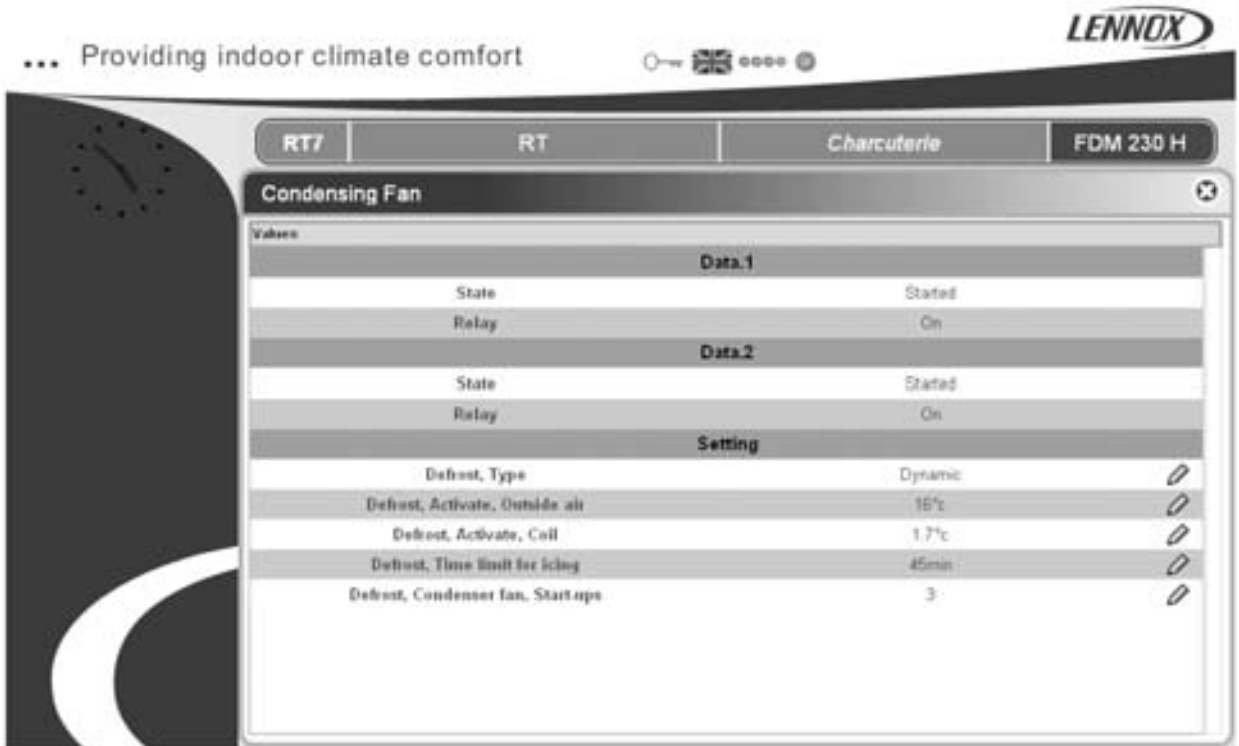 LENNOX
... Providing indoor climate comfort
RT7 RT Charcuterie FDM 230 H
Condensing Fan
Values
Data.1
State Started
Relay On
Data.2
State Started
Relay On
Setting
Defrost, Type Dynamic
Defrost, Activate, Outside air 16°c
Defrost, Activate, Coil 1.7°c
Defrost, Time limit for icing 45min
Defrost, Condenser fan, Start-ups 3